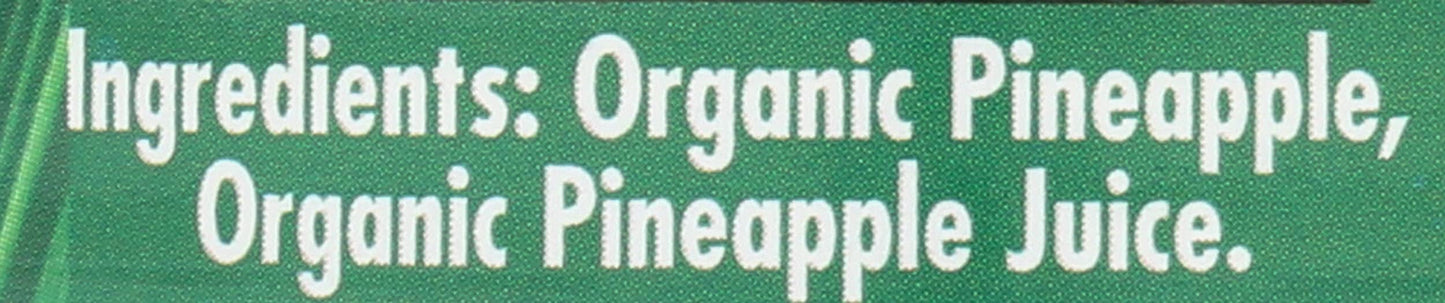 Ingredients: Organic Pineapple,
Organic Pineapple Juice.